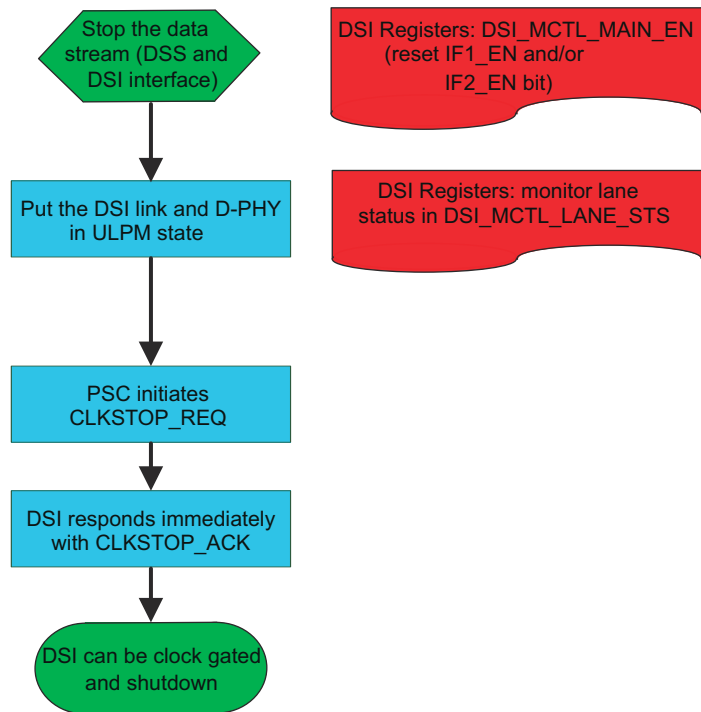 Stop the data
stream (DSS and
DSI interface)
DSI Registers: DSI_MCTL_MAIN_EN
(reset IF1_EN and/or
IF2_EN bit)
Put the DSI link and D-PHY
in ULPM state
DSI Registers: monitor lane
status in DSI_MCTL_LANE_STS
PSC initiates
CLKSTOP_REQ
DSI responds immediately
with CLKSTOP_ACK
DSI can be clock gated
and shutdown